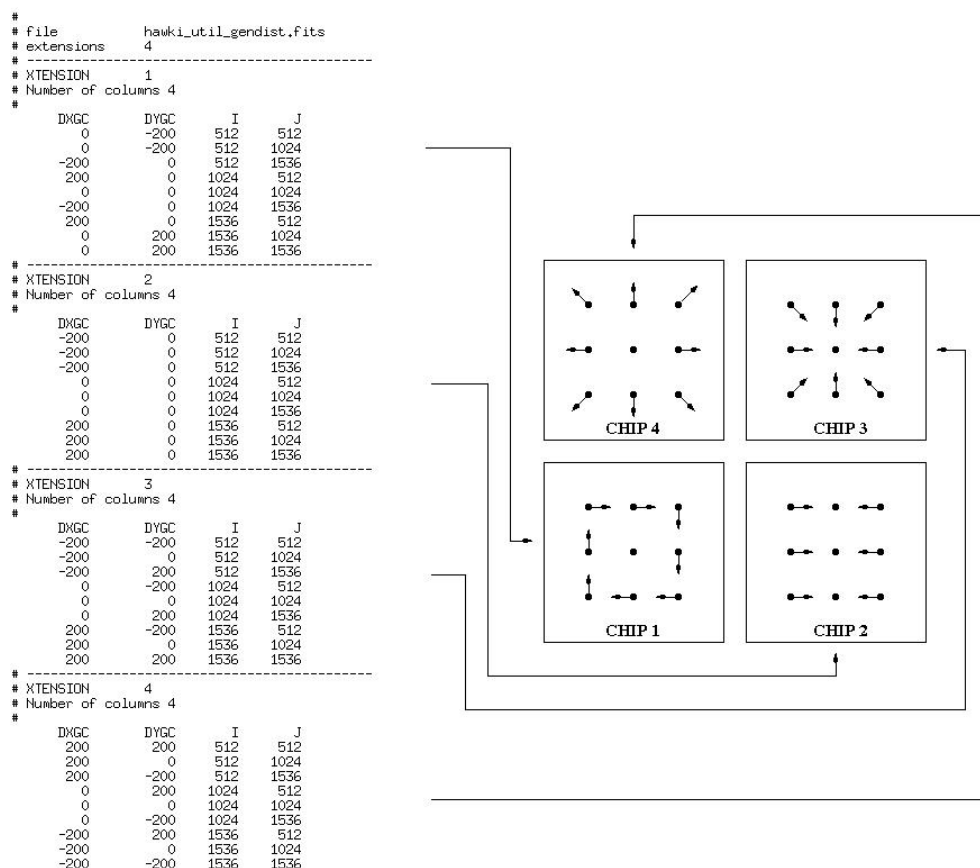 #
# file hawki_util_gendist.fits
# extensions 4
# ----------------------------------------
# XTENSION 1
# Number of columns 4
#
DXGC DYGC I J
0 -200 512 512
0 -200 512 1024
-200 0 512 1536
200 0 1024 512
0 0 1024 1024
-200 0 1024 1536
200 0 1536 512
0 200 1536 1024
0 200 1536 1536
# ----------------------------------------
# XTENSION 2
# Number of columns 4
#
DXGC DYGC I J
-200 0 512 512
-200 0 512 1024
-200 0 512 1536
0 0 1024 512
0 0 1024 1024
0 0 1024 1536
200 0 1536 512
200 0 1536 1024
200 0 1536 1536
# ----------------------------------------
# XTENSION 3
# Number of columns 4
#
DXGC DYGC I J
-200 -200 512 512
-200 0 512 1024
-200 200 512 1536
0 -200 1024 512
0 0 1024 1024
0 200 1024 1536
200 -200 1536 512
200 0 1536 1024
200 200 1536 1536
# ----------------------------------------
# XTENSION 4
# Number of columns 4
#
DXGC DYGC I J
200 200 512 512
200 0 512 1024
200 -200 512 1536
0 200 1024 512
0 0 1024 1024
0 -200 1024 1536
-200 200 1536 512
-200 0 1536 1024
-200 -200 1536 1536
CHIP 4
CHIP 3
CHIP 1
CHIP 2